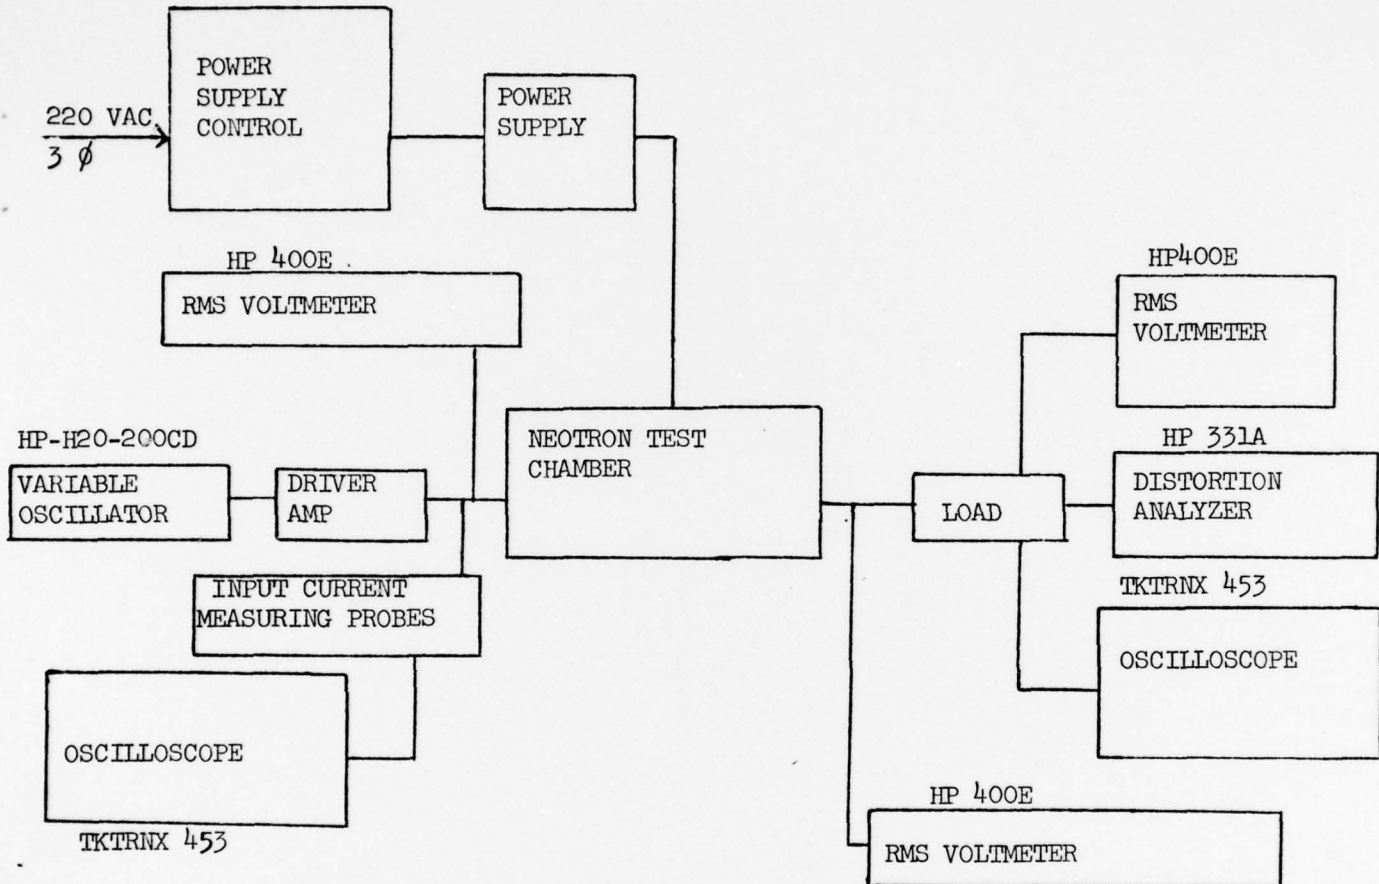 POWER
SUPPLY
CONTROL
220 VAC
3 φ
POWER
SUPPLY
HP 400E
RMS VOLTMETER
HP400E
RMS
VOLTMETER
HP-H20-200CD
VARIABLE
OSCILLATOR
DRIVER
AMP
NEOTRON TEST
CHAMBER
LOAD
HP 331A
DISTORTION
ANALYZER
INPUT CURRENT
MEASURING PROBES
TKTRNX 453
OSCILLOSCOPE
OSCILLOSCOPE
TKTRNX 453
HP 400E
RMS VOLTMETER